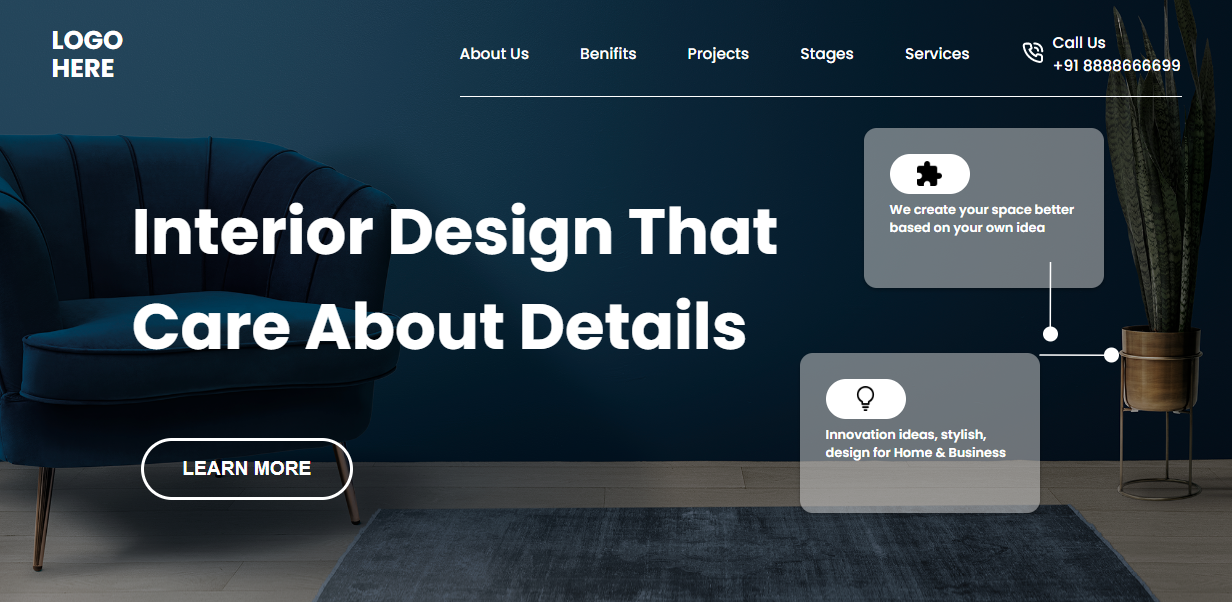 LOGO
HERE
About Us
Benifits
Projects
Stages
Services
Call Us
+91 8888666699
Interior Design That
Care About Details
LEARN MORE
We create your space better
based on your own idea
Innovation ideas, stylish,
design for Home & Business